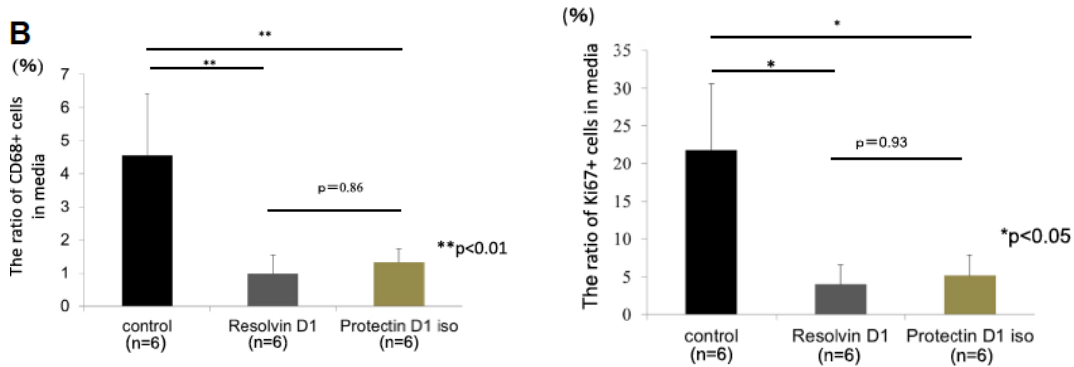 B
(%)
**
**
7
6
5
4
3
2
1
0
The ratio of CD68+ cells
in media
p=0.86
**p<0.01
control
(n=6)
Resolvin D1
(n=6)
Protectin D1 iso
(n=6)
(%)
*
*
35
30
25
20
15
10
5
0
The ratio of Ki67+ cells in media
p=0.93
*p<0.05
control
(n=6)
Resolvin D1
(n=6)
Protectin D1 iso
(n=6)